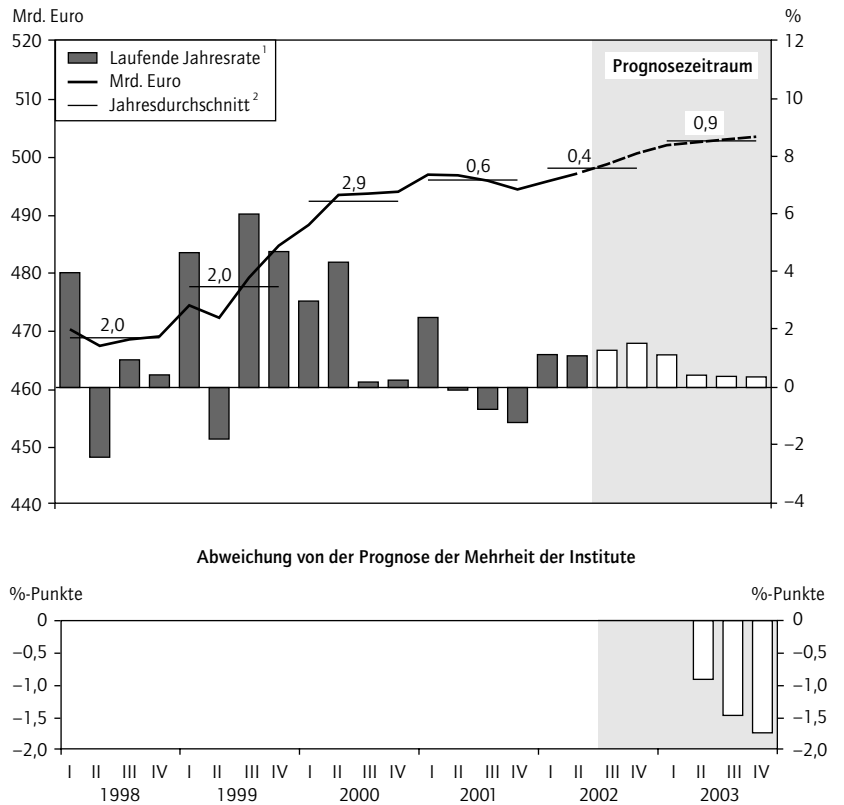 Mrd. Euro %
520 12
Laufende Jahresrate 1
Mrd. Euro
Jahresdurchschnitt 2
Prognosezeitraum
510 10
0,9
500 8
0,4
0,6
2,9
490 6
480 4
2,0
470 2
2,0
460 0
450 –2
440 –4
Abweichung von der Prognose der Mehrheit der Institute
%-Punkte %-Punkte
0 0
–0,5 –0,5
–1,0 –1,0
–1,5 –1,5
–2,0 –2,0
I II III IV I II III IV I II III IV I II III IV I II III IV I II III IV
1998 1999 2000 2001 2002 2003